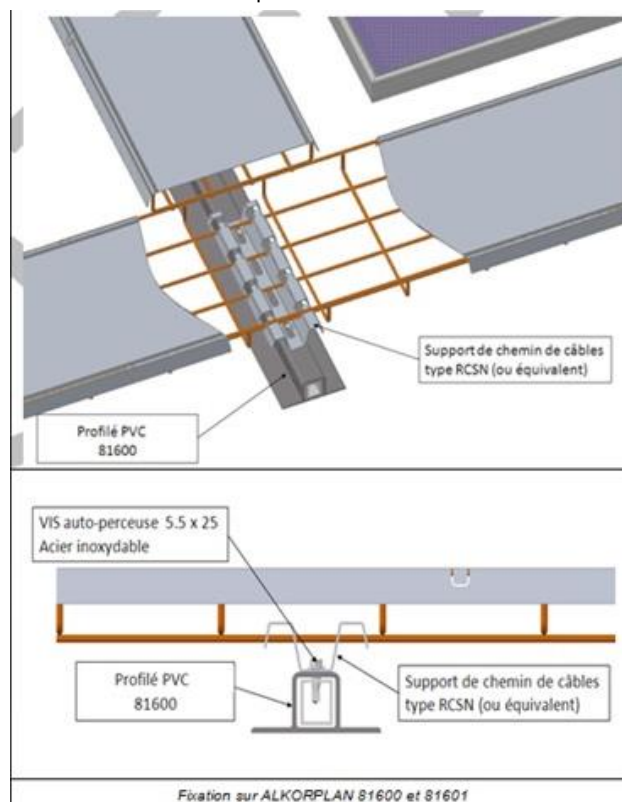 Support de chemin de câbles
type RCSN (ou équivalent)
Profilé PVC
81600
VIS auto-perceuse 5.5 x 25
Acier inoxydable
Profilé PVC
81600
Support de chemin de câbles
type RCSN (ou équivalent)
Fixation sur ALKORPLAN 81600 et 81601